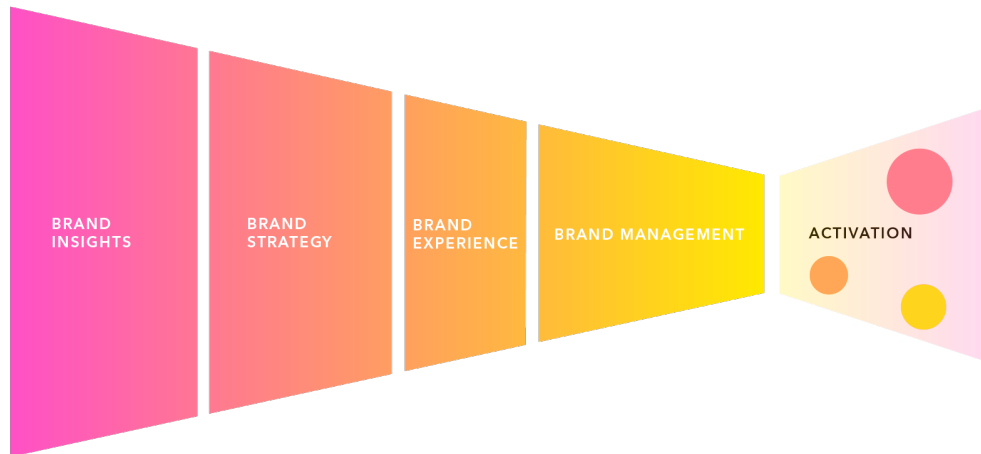 BRAND
INSIGHTS
BRAND
STRATEGY
BRAND
EXPERIENCE
BRAND MANAGEMENT
ACTIVATION